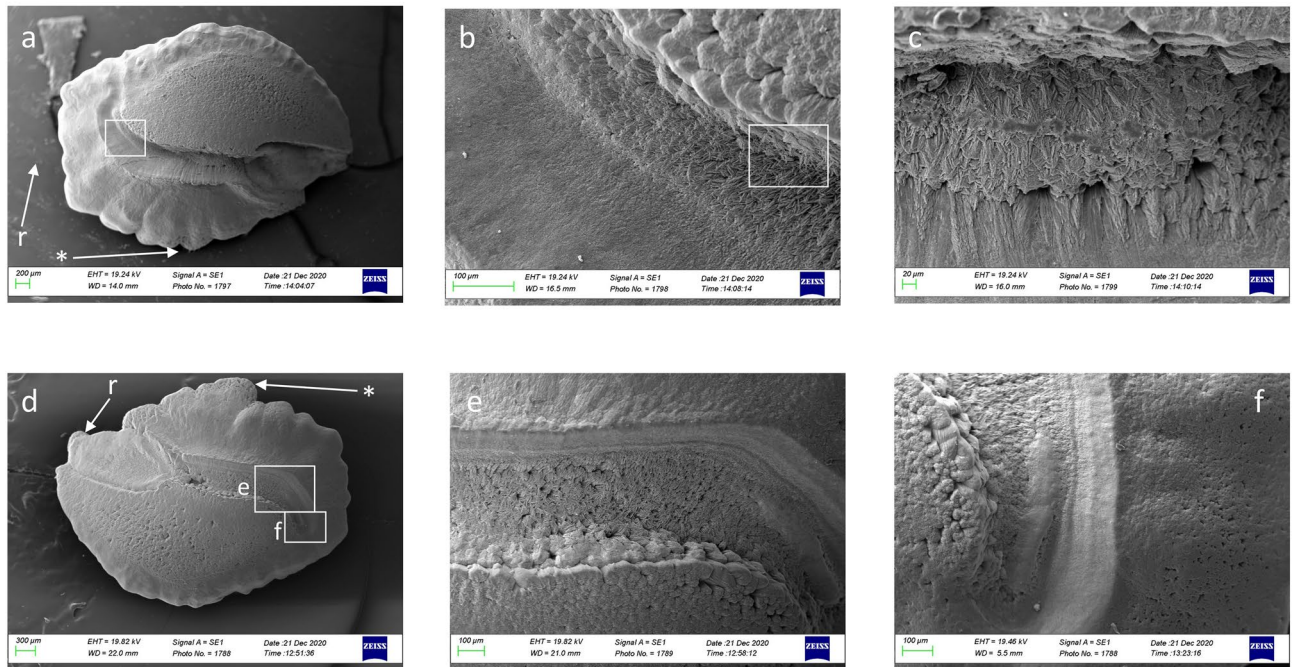 a
r
*
200 µm
EHT = 19.24 kV Signal A = SE1 Date :21 Dec 2020
WD = 14.0 mm Photo No. = 1797 Time :14:04:07
ZEISS
b
100 µm
EHT = 19.24 kV Signal A = SE1 Date :21 Dec 2020
WD = 16.5 mm Photo No. = 1798 Time :14:08:14
ZEISS
c
20 µm
EHT = 19.24 kV Signal A = SE1 Date :21 Dec 2020
WD = 16.0 mm Photo No. = 1799 Time :14:10:14
ZEISS
d
r
*
e
f
300 µm
EHT = 19.82 kV Signal A = SE1 Date :21 Dec 2020
WD = 22.0 mm Photo No. = 1788 Time :12:51:36
ZEISS
e
100 µm
EHT = 19.82 kV Signal A = SE1 Date :21 Dec 2020
WD = 21.0 mm Photo No. = 1789 Time :12:58:12
ZEISS
f
100 µm
EHT = 19.46 kV Signal A = SE1 Date :21 Dec 2020
WD = 5.5 mm Photo No. = 1788 Time :13:23:16
ZEISS